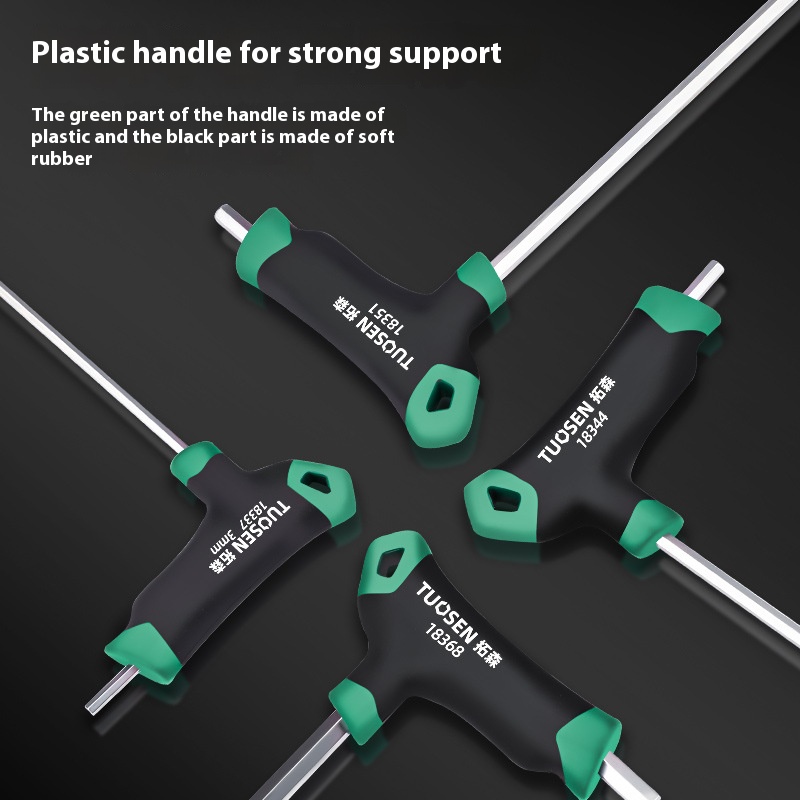 Plastic handle for strong support
The green part of the handle is made of
plastic and the black part is made of soft
rubber
TUOSEN 拓森
18351
TUOSEN 拓森
18344
TUOSEN 拓森
18337 3mm
TUOSEN 拓森
18368